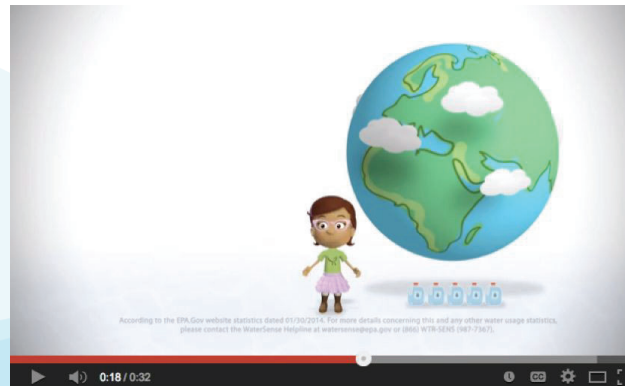 According to the EPA.Gov website statistics dated 01/30/2014. For more details concerning this and any other water usage statistics,
please contact the WaterSense Helpline at watersense@epa.gov or (866) WTR-SENS (987-7367).
0:18 / 0:32
CC